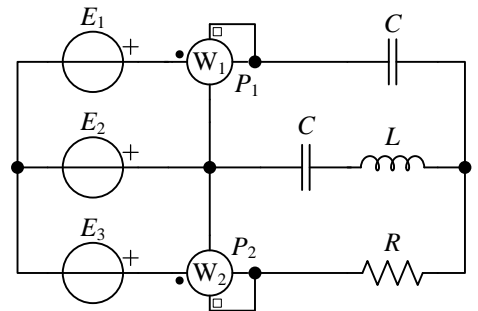 E₁
+
W₁
P₁
C
E₂
+
C
L
E₃
+
W₂
P₂
R